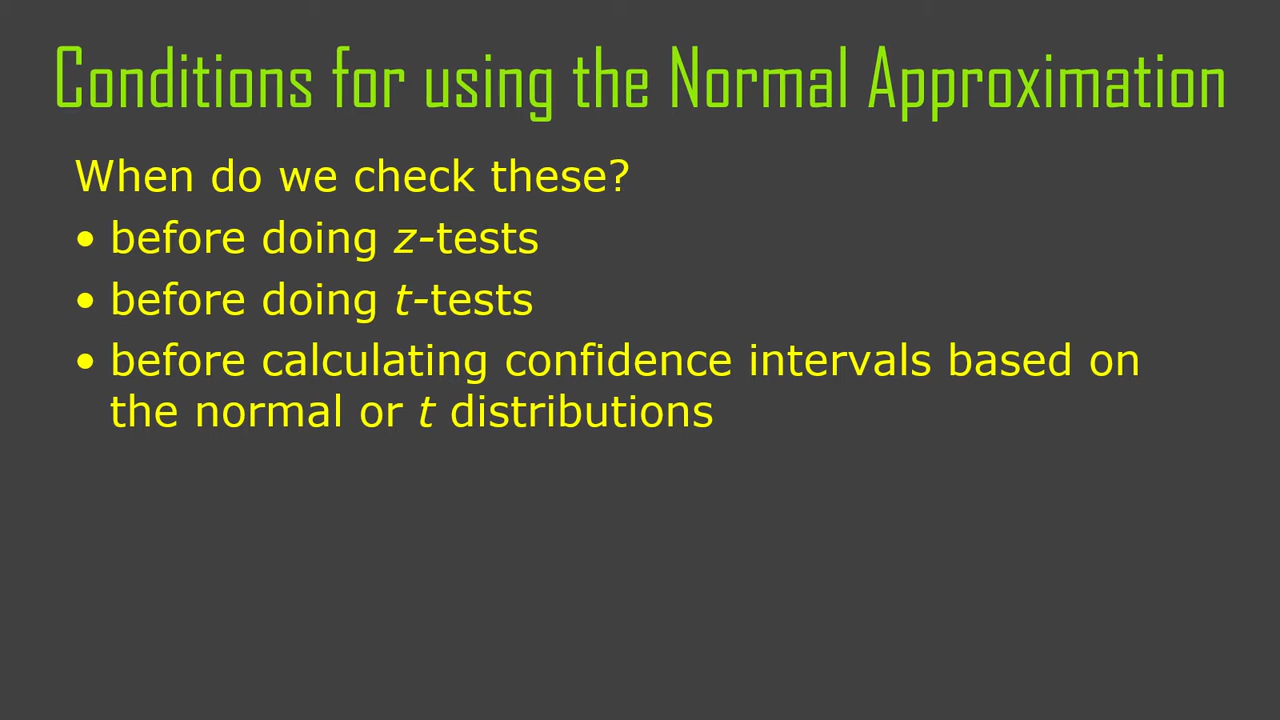 Conditions for using the Normal Approximation
When do we check these?
• before doing z-tests
• before doing t-tests
• before calculating confidence intervals based on
the normal or t distributions